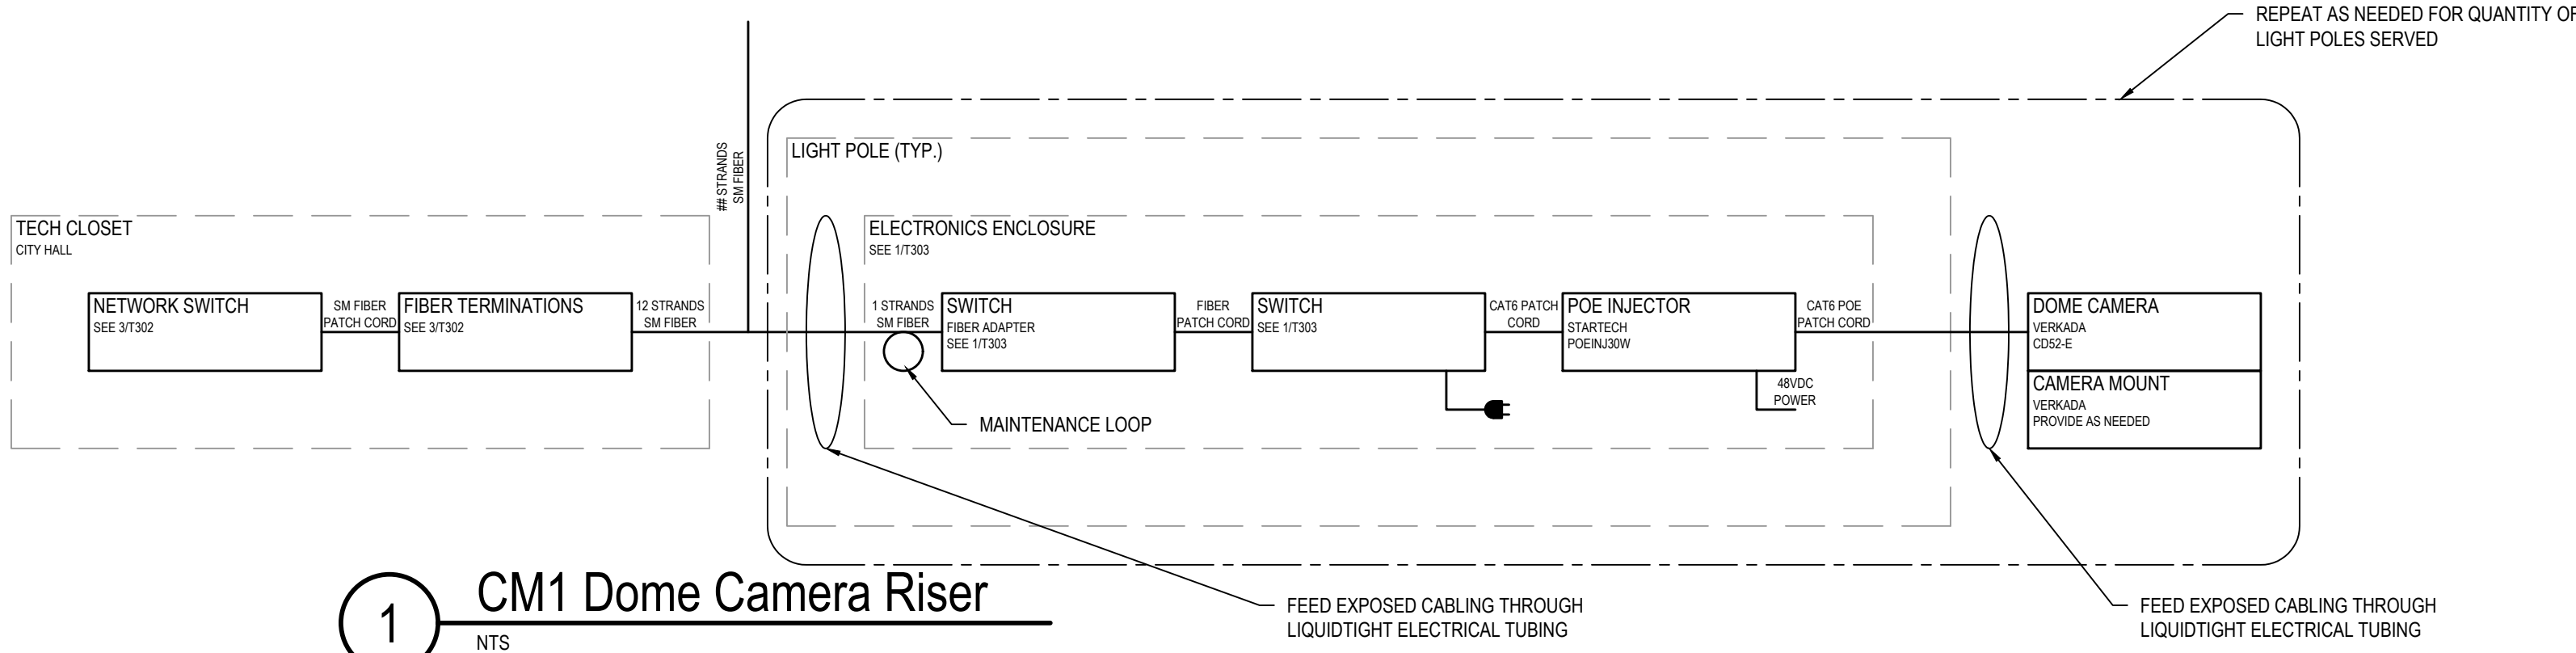 REPEAT AS NEEDED FOR QUANTITY OF
LIGHT POLES SERVED
## STRANDS
SM FIBER
LIGHT POLE (TYP.)
TECH CLOSET
CITY HALL
ELECTRONICS ENCLOSURE
SEE 1/T303
NETWORK SWITCH
SEE 3/T302
SM FIBER
PATCH CORD
FIBER TERMINATIONS
SEE 3/T302
12 STRANDS
SM FIBER
1 STRANDS
SM FIBER
SWITCH
FIBER ADAPTER
SEE 1/T303
FIBER
PATCH CORD
SWITCH
SEE 1/T303
CAT6 PATCH
CORD
POE INJECTOR
STARTECH
POEINJ30W
CAT6 POE
PATCH CORD
DOME CAMERA
VERKADA
CD52-E
CAMERA MOUNT
VERKADA
PROVIDE AS NEEDED
48VDC
POWER
MAINTENANCE LOOP
1
CM1 Dome Camera Riser
NTS
FEED EXPOSED CABLING THROUGH
LIQUIDTIGHT ELECTRICAL TUBING
FEED EXPOSED CABLING THROUGH
LIQUIDTIGHT ELECTRICAL TUBING